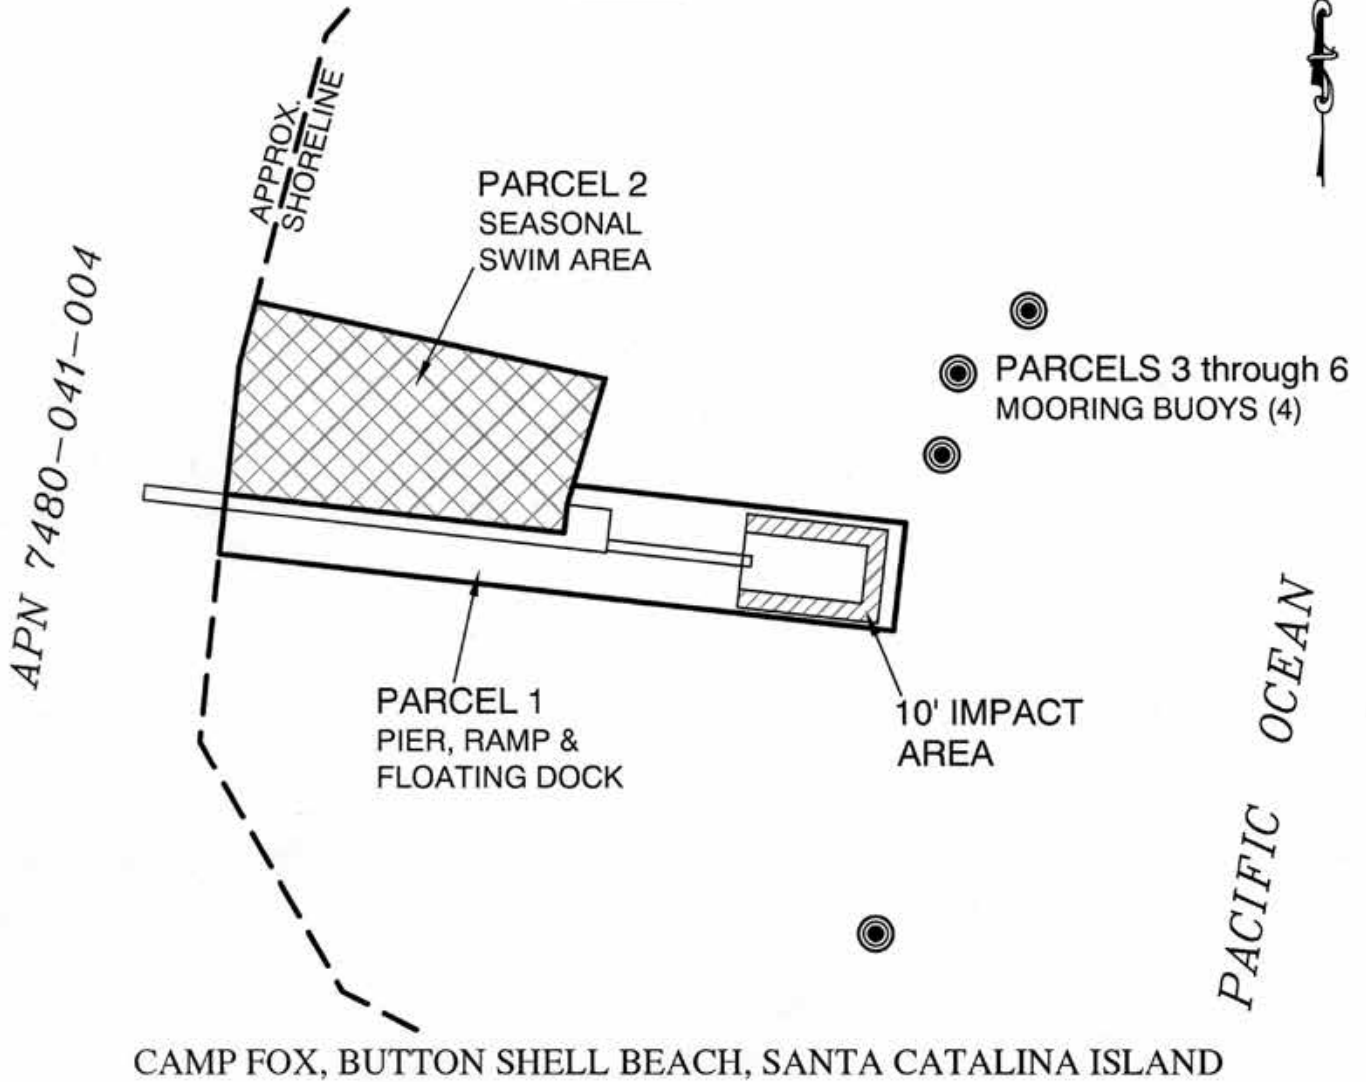 APPROX.
SHORELINE
PARCEL 2
SEASONAL
SWIM AREA
APN 7480-041-004
PARCELS 3 through 6
MOORING BUOYS (4)
PARCEL 1
PIER, RAMP &
FLOATING DOCK
10' IMPACT
AREA
PACIFIC OCEAN
CAMP FOX, BUTTON SHELL BEACH, SANTA CATALINA ISLAND